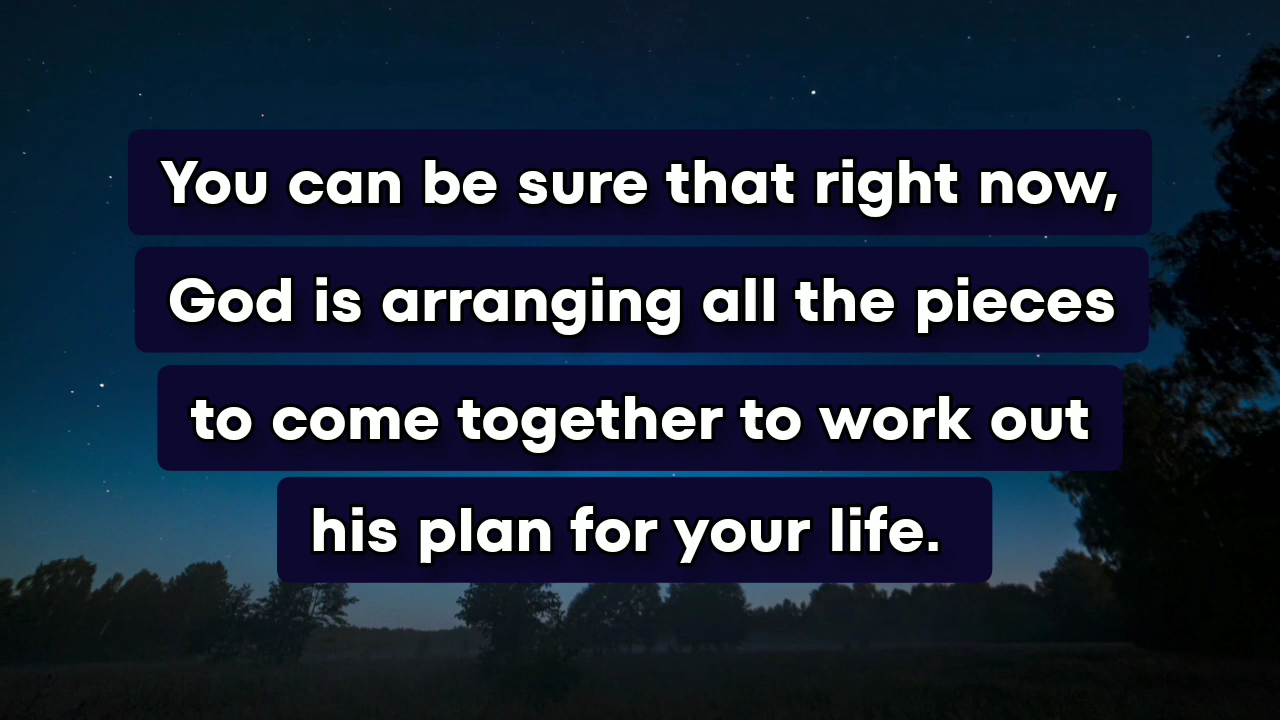 You can be sure that right now,
God is arranging all the pieces
to come together to work out
his plan for your life.